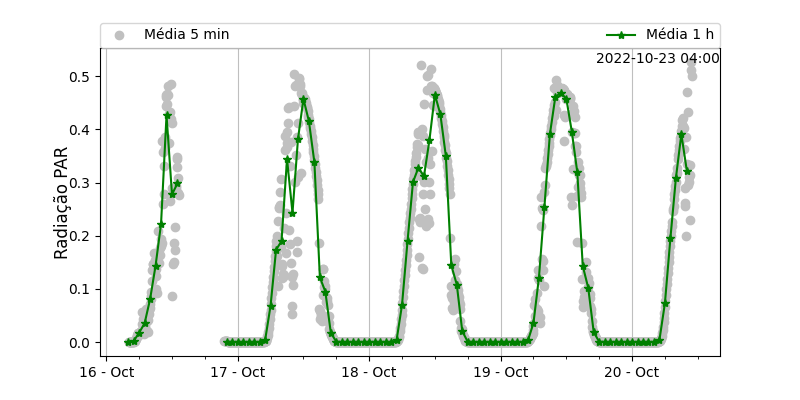 Média 5 min
Média 1 h
2022-10-23 04:00
Radiação PAR
0.5
0.4
0.3
0.2
0.1
0.0
16 - Oct
17 - Oct
18 - Oct
19 - Oct
20 - Oct